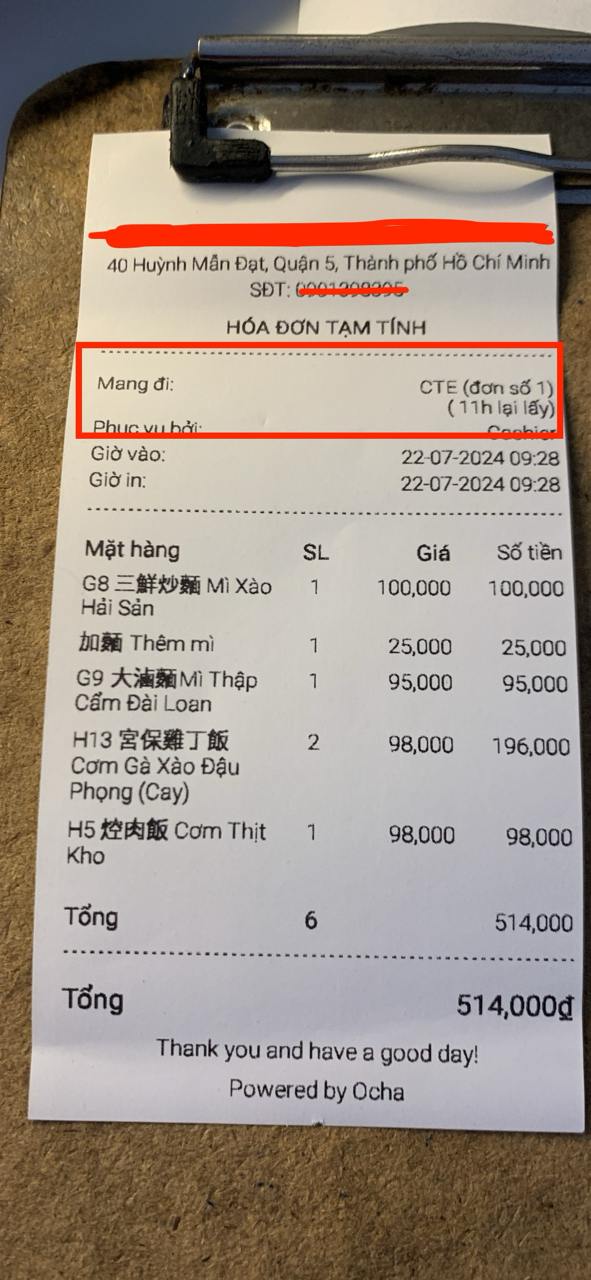 40 Huỳnh Mẫn Đạt, Quận 5, Thành phố Hồ Chí Minh
SĐT:
HÓA ĐƠN TẠM TÍNH
Mang đi: CTE (đơn số 1)
( 11h lại lấy)
Phục vụ bởi: Cashier
Giờ vào: 22-07-2024 09:28
Giờ in: 22-07-2024 09:28
Mặt hàng SL Giá Số tiền
G8 三鮮炒麵 Mì Xào 1 100,000 100,000
Hải Sản
加麵 Thêm mì 1 25,000 25,000
G9 大滷麵Mì Thập 1 95,000 95,000
Cẩm Đài Loan
H13 宮保雞丁飯 2 98,000 196,000
Cơm Gà Xào Đậu
Phọng (Cay)
H5 焢肉飯 Cơm Thịt 1 98,000 98,000
Kho
Tổng 6 514,000
Tổng 514,000đ
Thank you and have a good day!
Powered by Ocha